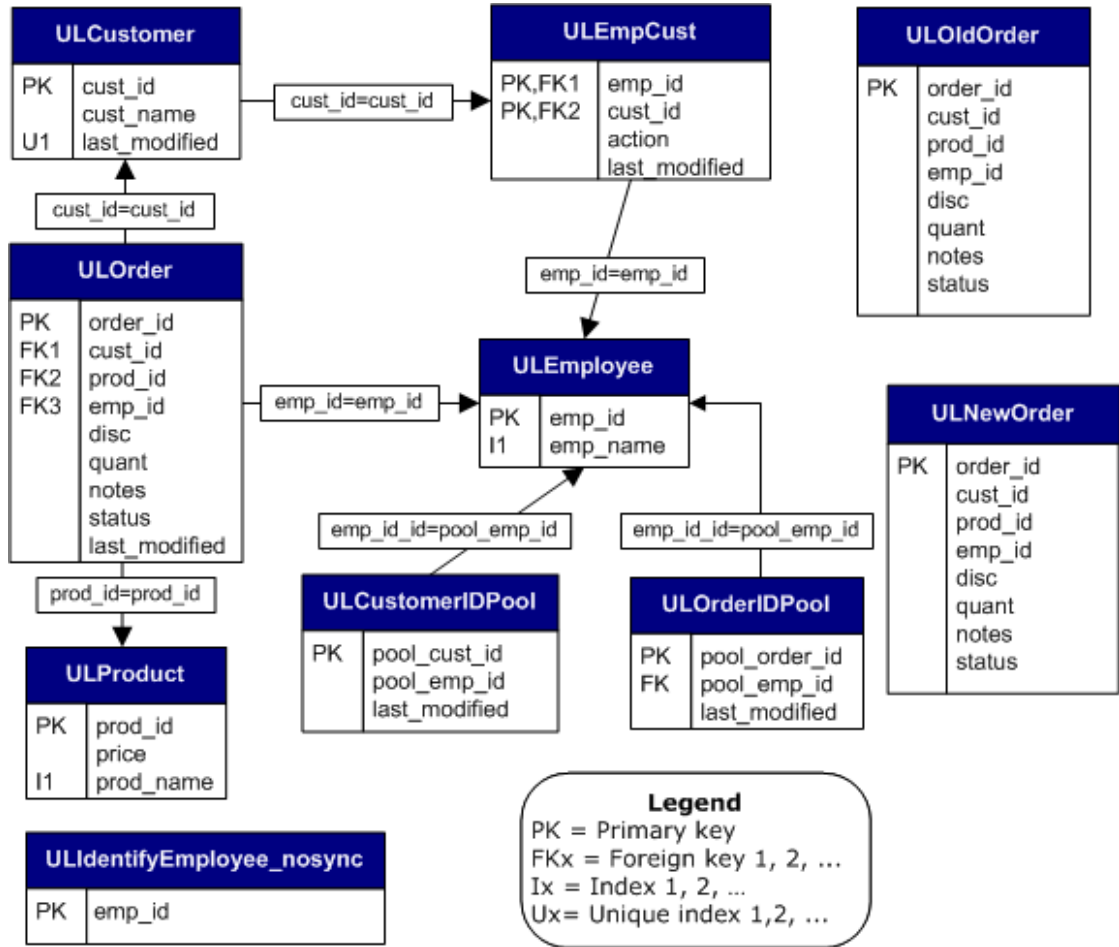 ULCustomer
PK cust_id
cust_name
U1 last_modified
cust_id=cust_id
ULEmpCust
PK,FK1 emp_id
PK,FK2 cust_id
action
last_modified
ULOldOrder
PK order_id
cust_id
prod_id
emp_id
disc
quant
notes
status
cust_id=cust_id
emp_id=emp_id
ULOrder
PK order_id
FK1 cust_id
FK2 prod_id
FK3 emp_id
disc
quant
notes
status
last_modified
emp_id=emp_id
ULEmployee
PK emp_id
I1 emp_name
ULNewOrder
PK order_id
cust_id
prod_id
emp_id
disc
quant
notes
status
emp_id_id=pool_emp_id
emp_id_id=pool_emp_id
prod_id=prod_id
ULCustomerIDPool
PK pool_cust_id
pool_emp_id
last_modified
ULOrderIDPool
PK pool_order_id
FK pool_emp_id
last_modified
ULProduct
PK prod_id
price
I1 prod_name
ULIdentifyEmployee_nosync
PK emp_id
Legend
PK = Primary key
FKx = Foreign key 1, 2, ...
Ix = Index 1, 2, ...
Ux= Unique index 1,2, ...